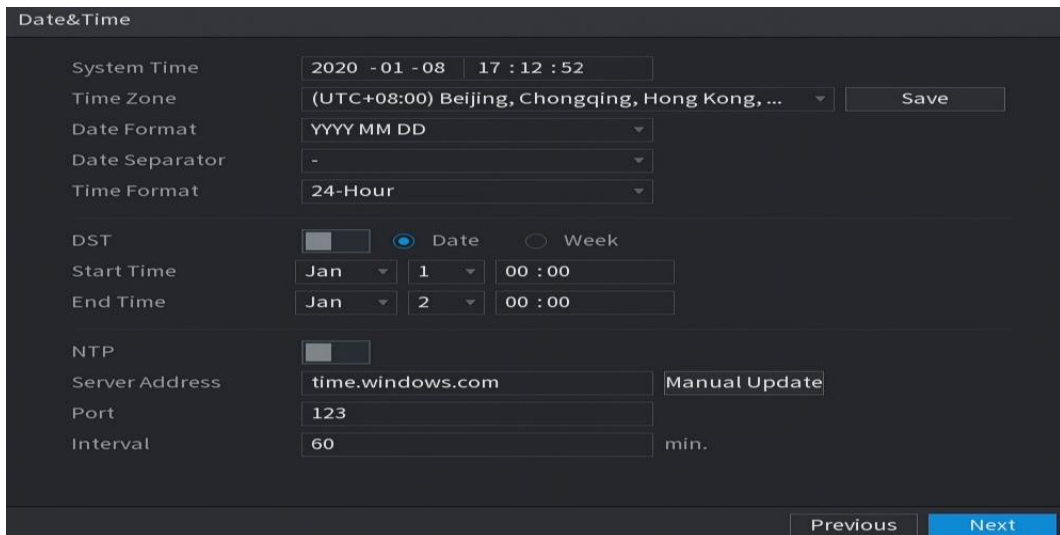 Date&Time
System Time 2020 - 01 - 08 17 : 12 : 52
Time Zone (UTC+08:00) Beijing, Chongqing, Hong Kong, ... Save
Date Format YYYY MM DD
Date Separator -
Time Format 24-Hour
DST Date Week
Start Time Jan 1 00 : 00
End Time Jan 2 00 : 00
NTP
Server Address time.windows.com Manual Update
Port 123
Interval 60 min.
Previous Next